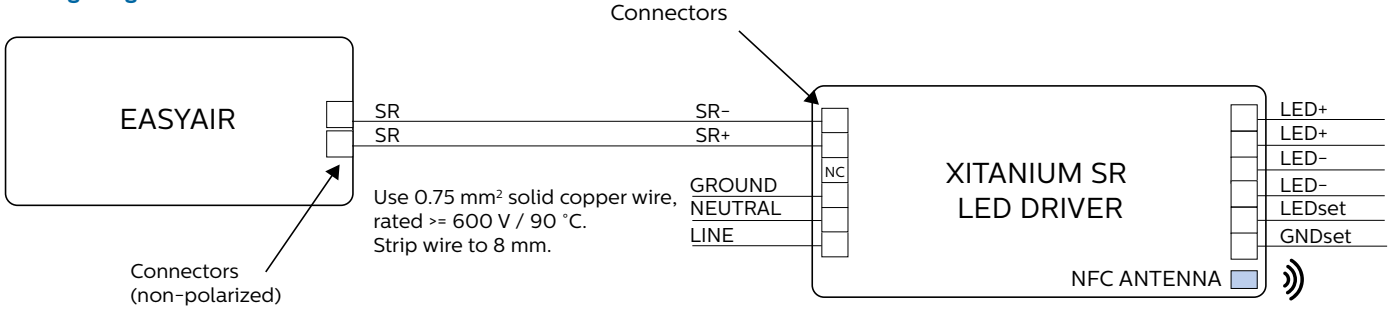 Connectors
EASYAIR
SR
SR
SR-
SR+
Use 0.75 mm² solid copper wire,
rated >= 600 V / 90 °C.
Strip wire to 8 mm.
Connectors
(non-polarized)
GROUND
NEUTRAL
LINE
NC
XITANIUM SR
LED DRIVER
NFC ANTENNA
LED+
LED+
LED-
LED-
LEDset
GNDset